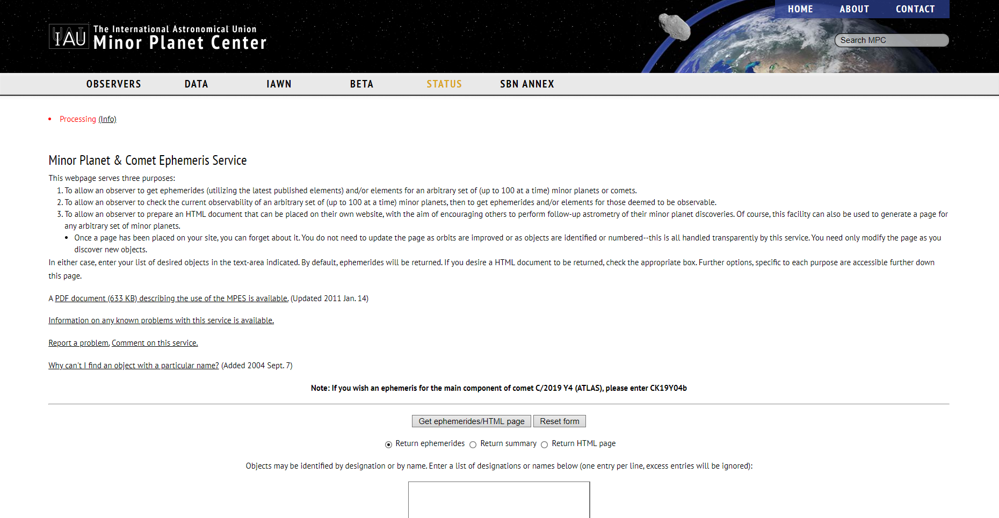 HOME ABOUT CONTACT
IAU
The International Astronomical Union
Minor Planet Center
Search MPC
OBSERVERS DATA IAWN BETA STATUS SBN ANNEX
• Processing (Info)
Minor Planet & Comet Ephemeris Service
This webpage serves three purposes:
1. To allow an observer to get ephemerides (utilizing the latest published elements) and/or elements for an arbitrary set of (up to 100 at a time) minor planets or comets.
2. To allow an observer to check the current observability of an arbitrary set of (up to 100 at a time) minor planets, then to get ephemerides and/or elements for those deemed to be observable.
3. To allow an observer to prepare an HTML document that can be placed on their own website, with the aim of encouraging others to perform follow-up astrometry of their minor planet discoveries. Of course, this facility can also be used to generate a page for
any arbitrary set of minor planets.
• Once a page has been placed on your site, you can forget about it. You do not need to update the page as orbits are improved or as objects are identified or numbered--this is all handled transparently by this service. You need only modify the page as you
discover new objects.
In either case, enter your list of desired objects in the text-area indicated. By default, ephemerides will be returned. If you desire a HTML document to be returned, check the appropriate box. Further options, specific to each purpose are accessible further down
this page.
A PDF document (633 KB) describing the use of the MPES is available. (Updated 2011 Jan. 14)
Information on any known problems with this service is available.
Report a problem. Comment on this service.
Why can't I find an object with a particular name? (Added 2004 Sept. 7)
Note: If you wish an ephemeris for the main component of comet C/2019 Y4 (ATLAS), please enter CK19Y04b
Get ephemerides/HTML page Reset form
Return ephemerides Return summary Return HTML page
Objects may be identified by designation or by name. Enter a list of designations or names below (one entry per line, excess entries will be ignored):